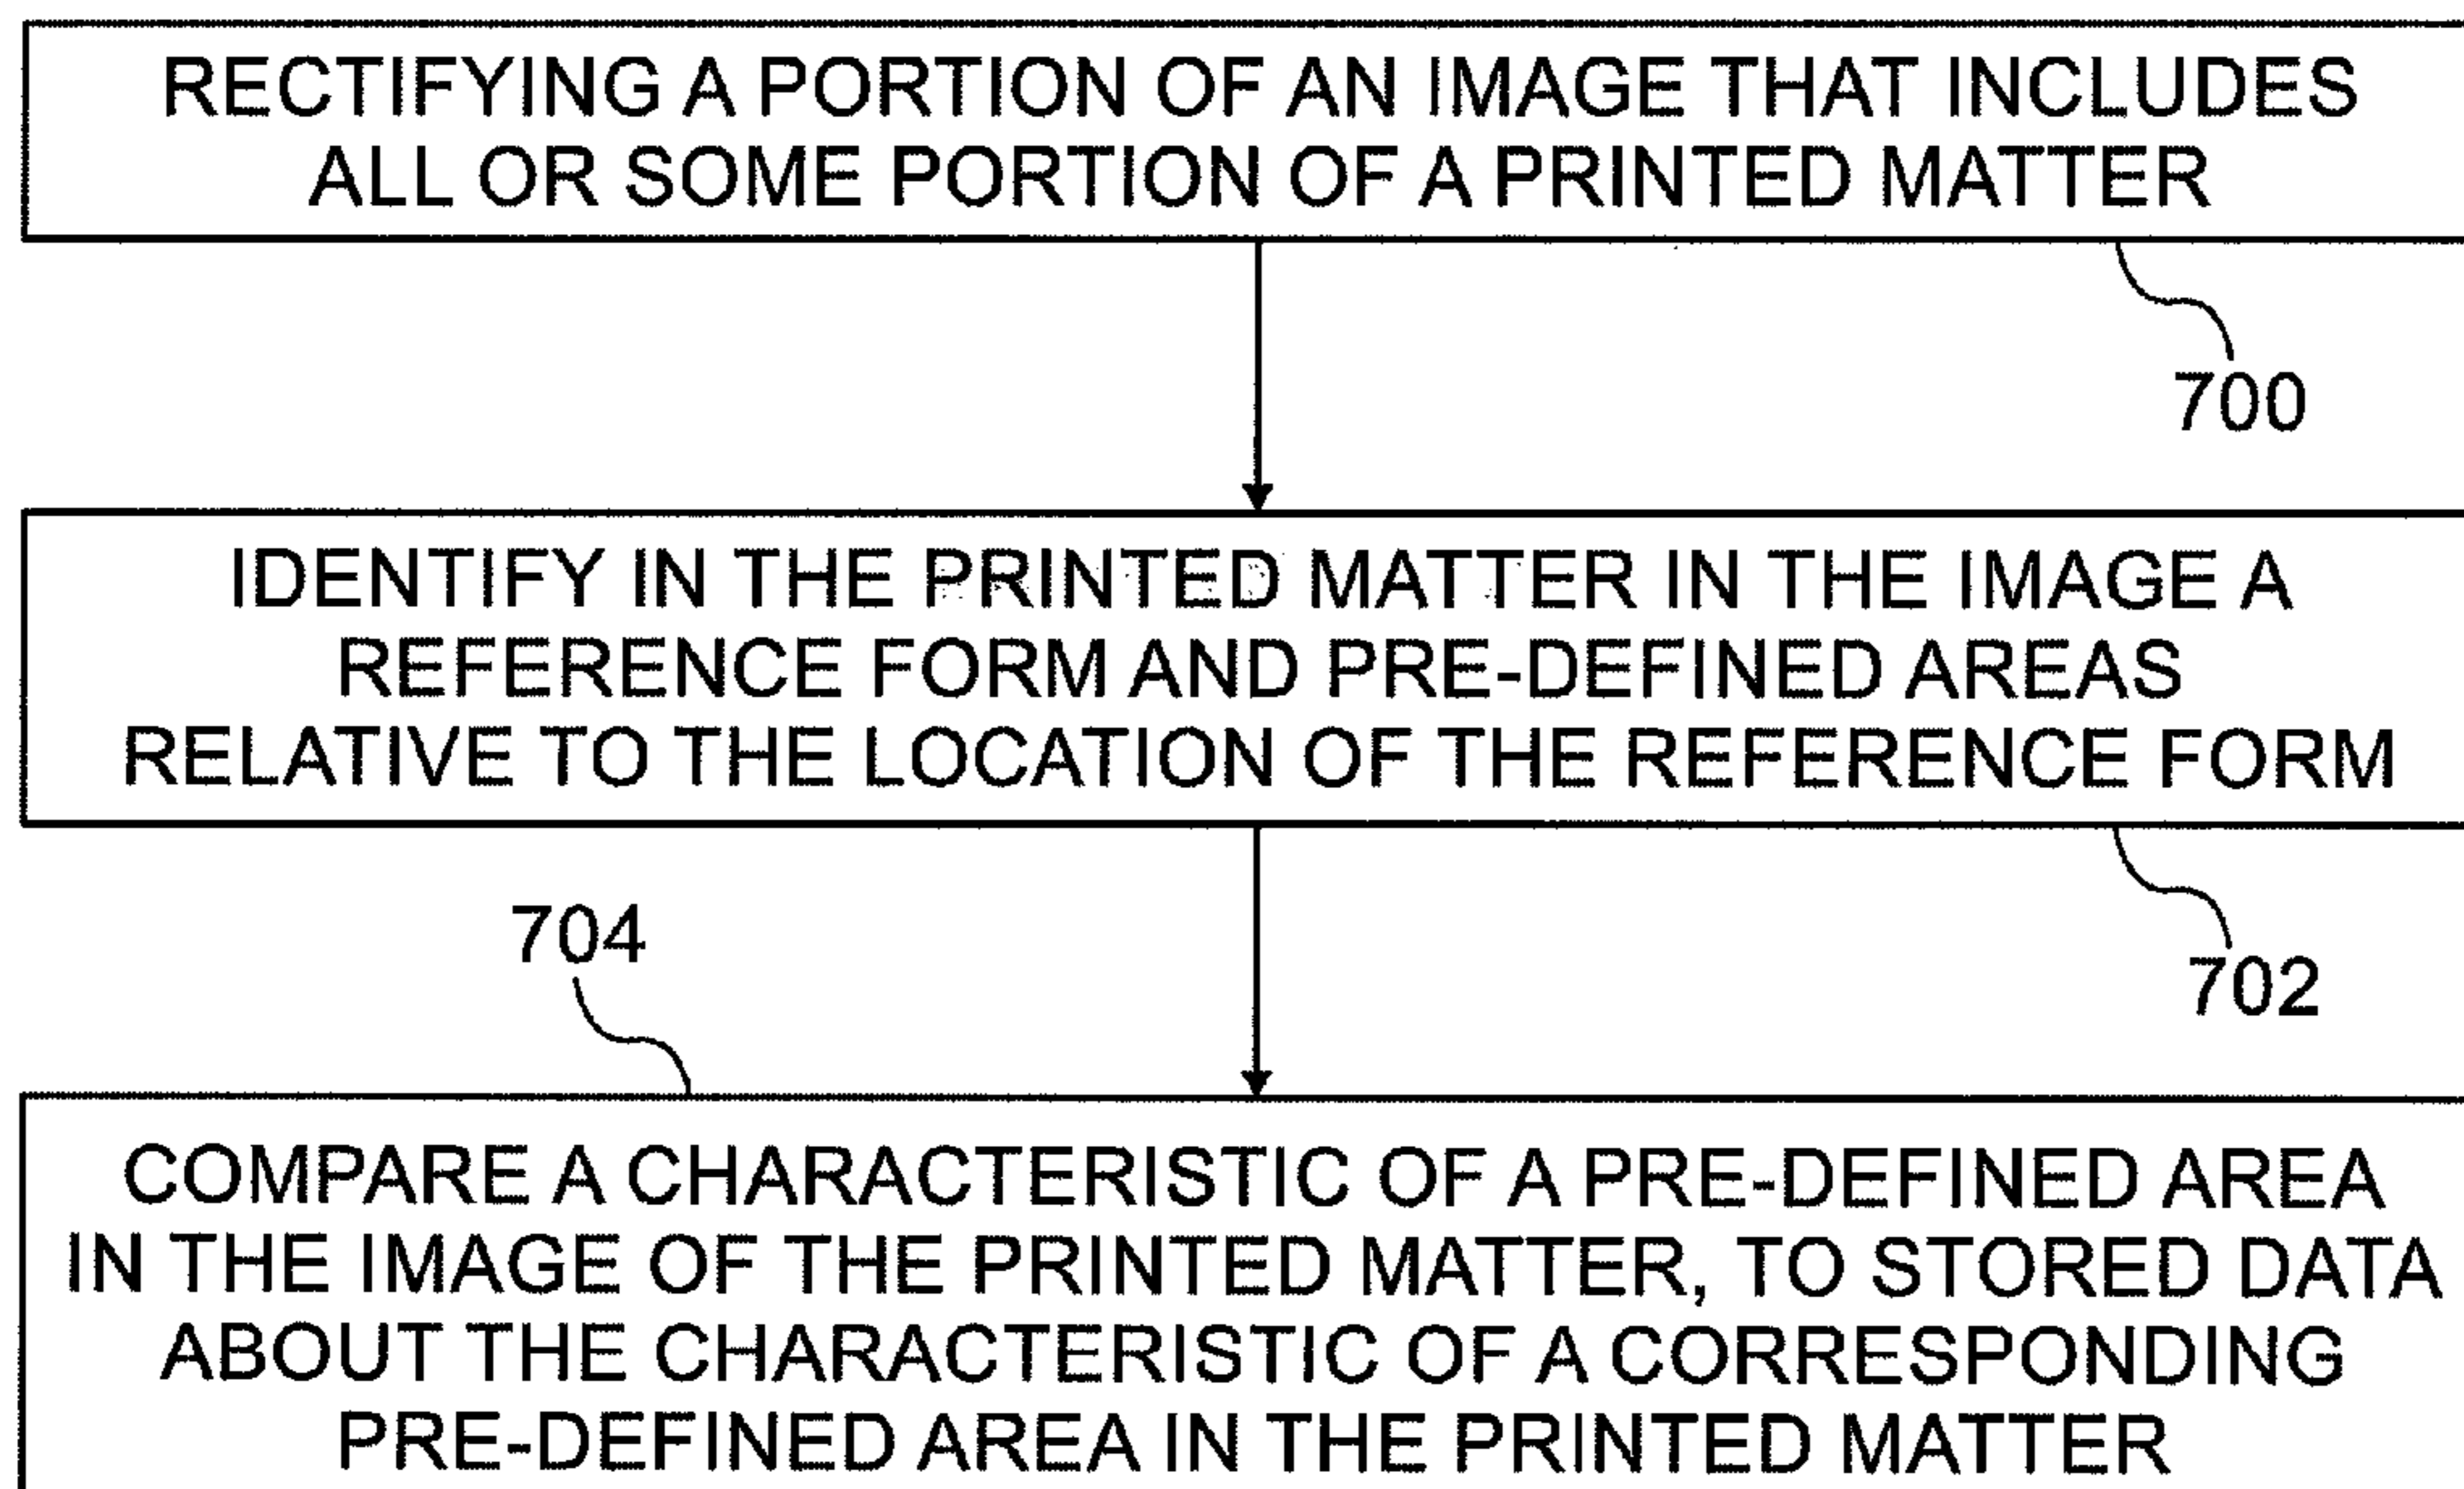 RECTIFYING A PORTION OF AN IMAGE THAT INCLUDES
ALL OR SOME PORTION OF A PRINTED MATTER
700
IDENTIFY IN THE PRINTED MATTER IN THE IMAGE A
REFERENCE FORM AND PRE-DEFINED AREAS
RELATIVE TO THE LOCATION OF THE REFERENCE FORM
704
702
COMPARE A CHARACTERISTIC OF A PRE-DEFINED AREA
IN THE IMAGE OF THE PRINTED MATTER, TO STORED DATA
ABOUT THE CHARACTERISTIC OF A CORRESPONDING
PRE-DEFINED AREA IN THE PRINTED MATTER